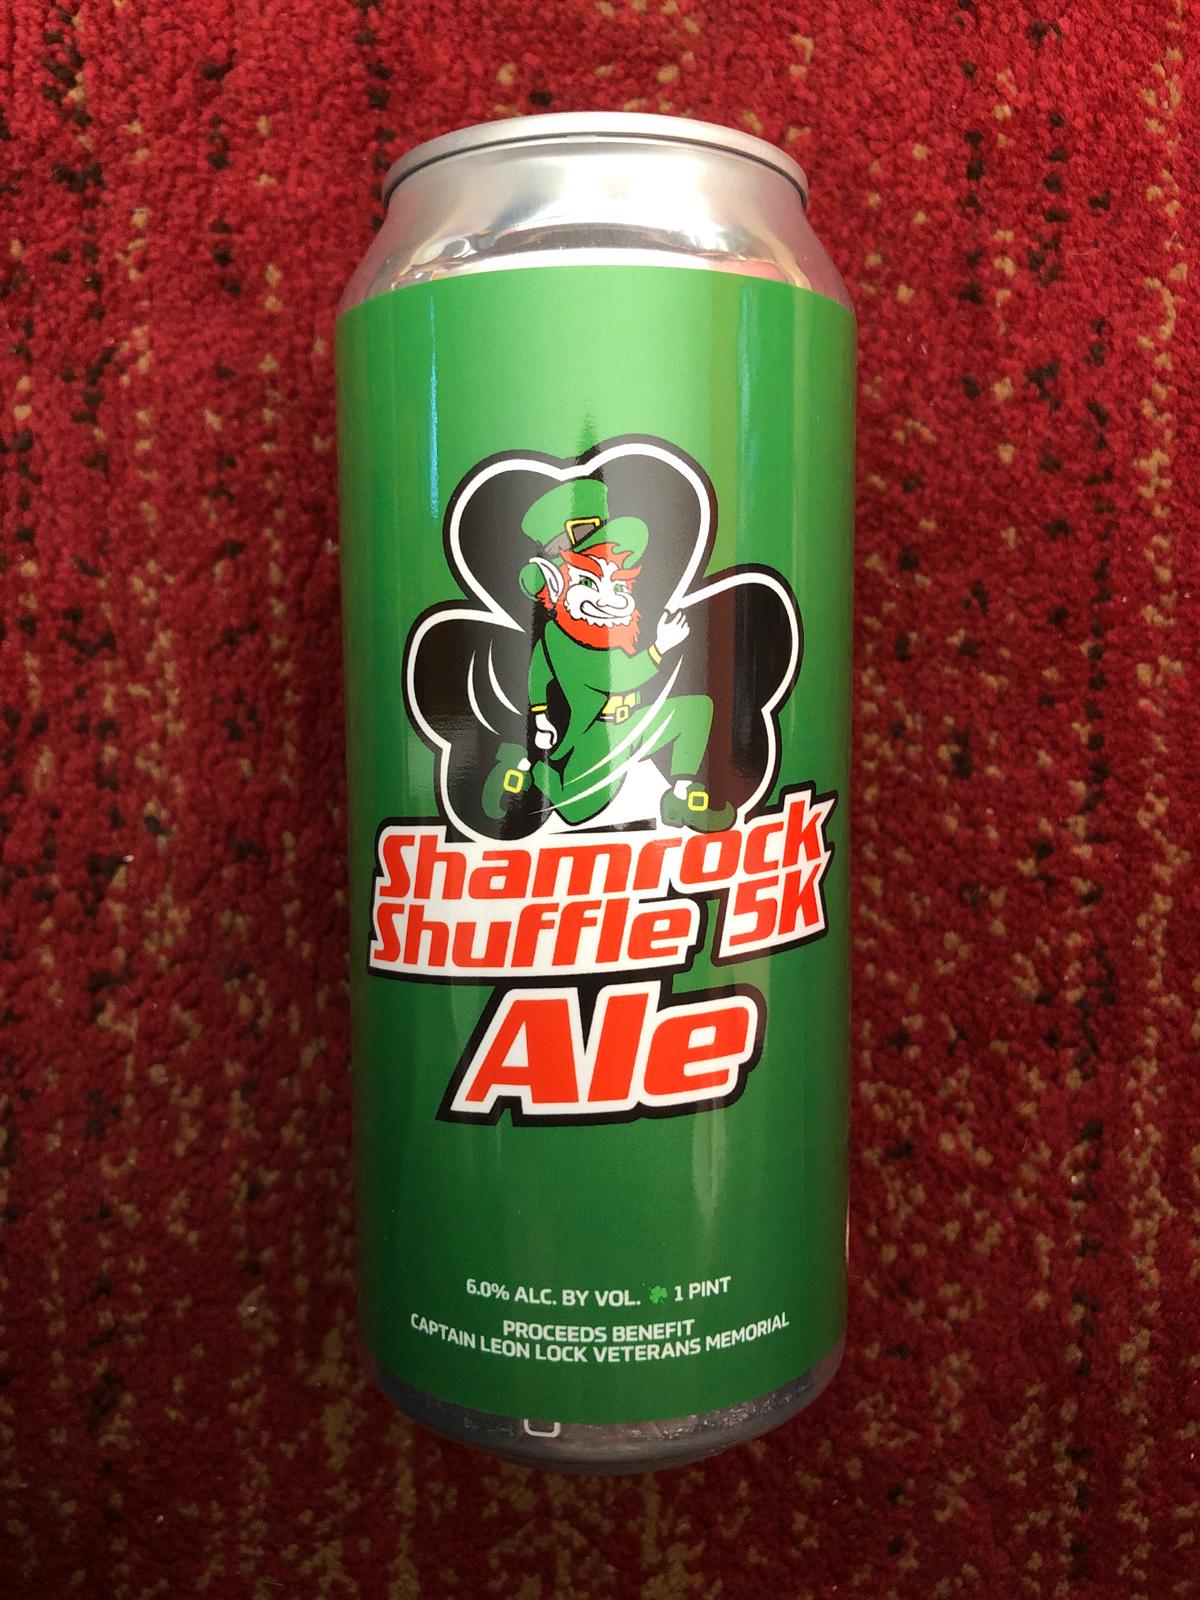 Shamrock
Shuffle 5K
Ale
6.0% ALC. BY VOL. 1 PINT
PROCEEDS BENEFIT
CAPTAIN LEON LOCK VETERANS MEMORIAL